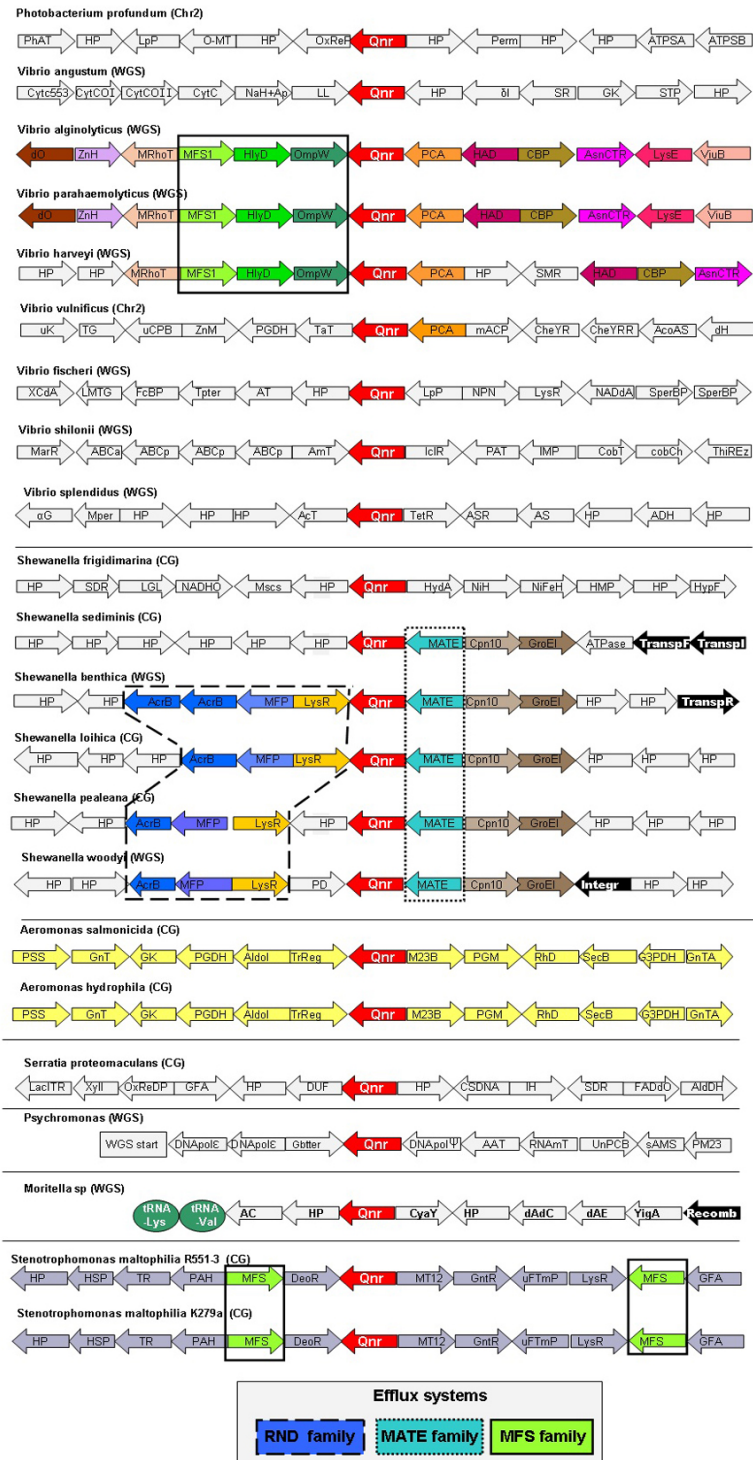 Photobacterium profundum (Chr2)
PhAT HP LpP O-MT HP OxReP Qnr HP Perm HP HP ATPSA ATPSB
Vibrio angustum (WGS)
Cytc553 CytCOI CytCOII CytC NaH+Ap LL Qnr HP δI SR GK STP HP
Vibrio alginolyticus (WGS)
dO ZnH MRhoT MFS1 HlyD OmpW Qnr PCA HAD CBP AsnCTR LysE ViuB
Vibrio parahaemolyticus (WGS)
dO ZnH MRhoT MFS1 HlyD OmpW Qnr PCA HAD CBP AsnCTR LysE ViuB
Vibrio harveyi (WGS)
HP HP MRhoT MFS1 HlyD OmpW Qnr PCA HP SMR HAD CBP AsnCTR
Vibrio vulnificus (Chr2)
uK TG uCPB ZnM PGDH TaT Qnr PCA mACP CheYR CheYRR AcoAS dH
Vibrio fischeri (WGS)
XCdA LMTG FcBP Tpter AT HP Qnr LpP NPN LysR NADdA SperBP SperBP
Vibrio shilonii (WGS)
MarR ABCa ABCp ABCp ABCp AmT Qnr IclR PAT IMP CobT cobCh ThiREz
Vibrio splendidus (WGS)
αG Mper HP HP HP AcT Qnr TetR ASR AS HP ADH HP
Shewanella frigidimarina (CG)
HP SDR LGL NADHO Mscs HP Qnr HydA NiH NiFeH HMP HP HypF
Shewanella sediminis (CG)
HP HP HP HP HP HP Qnr MATE Cpn10 GroEl ATPase TranspF TranspI
Shewanella benthica (WGS)
HP HP AcrB AcrB MFP LysR Qnr MATE Cpn10 GroEl HP HP TranspR
Shewanella loihica (CG)
HP HP HP AcrB MFP LysR Qnr MATE Cpn10 GroEl HP HP HP
Shewanella pealeana (CG)
HP HP AcrB MFP LysR HP Qnr MATE Cpn10 GroEl HP HP HP
Shewanella woodyi (WGS)
HP HP AcrB MFP LysR PD Qnr MATE Cpn10 GroEl Integr HP HP
Aeromonas salmonicida (CG)
PSS GnT GK PGDH Aldol TrReg Qnr M23B PGM RhD SecB G3PDH GnTA
Aeromonas hydrophila (CG)
PSS GnT GK PGDH Aldol TrReg Qnr M23B PGM RhD SecB G3PDH GnTA
Serratia proteomaculans (CG)
LacITR XylI OxReDP GFA HP DUF Qnr HP CSDNA IH SDR FADdO AldDH
Psychromonas (WGS)
WGS start DNApolE DNApolE Gbtter Qnr DNApolΨ AAT RNAmT UnPCB sAMS PM23
Moritella sp (WGS)
tRNA -Lys tRNA -Val AC HP Qnr CyaY HP dAdC dAE YigA Recomb
Stenotrophomonas maltophilia R551-3 (CG)
HP HSP TR PAH MFS DeoR Qnr MT12 GntR uFTmP LysR MFS GFA
Stenotrophomonas maltophilia K279a (CG)
HP HSP TR PAH MFS DeoR Qnr MT12 GntR uFTmP LysR MFS GFA
Efflux systems
RND family MATE family MFS family